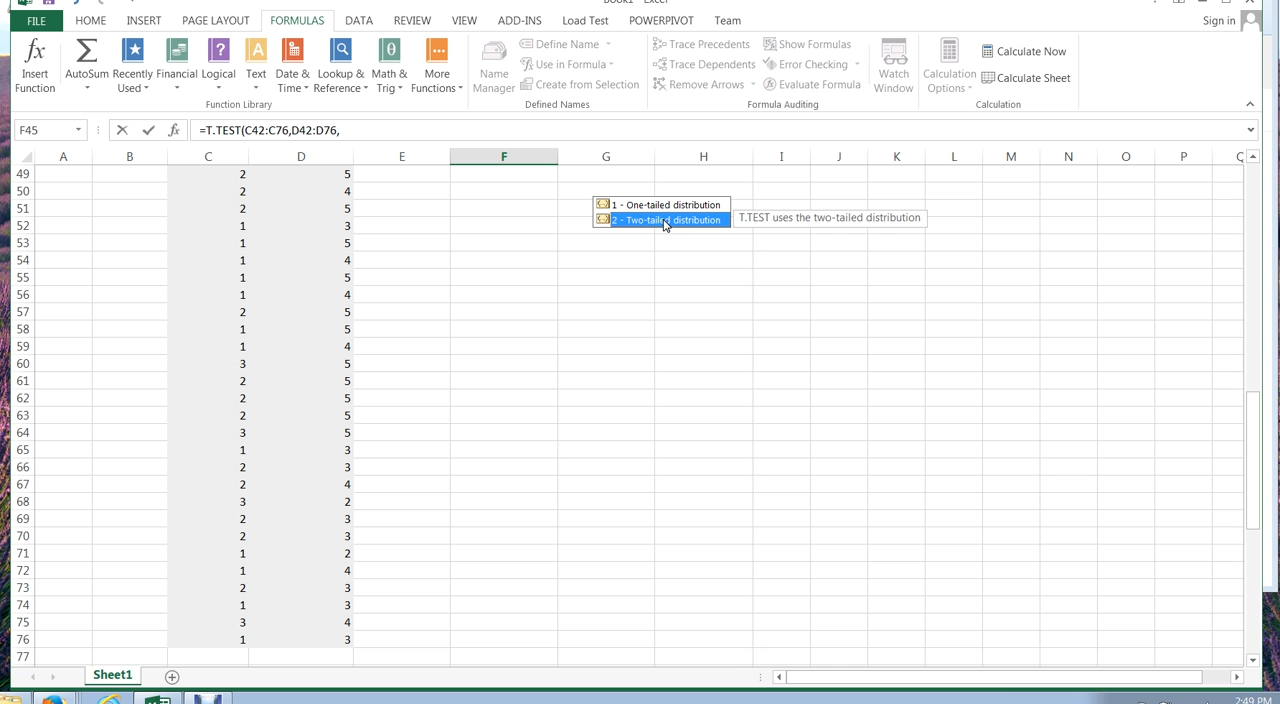 Book1 - Excel
FILE HOME INSERT PAGE LAYOUT FORMULAS DATA REVIEW VIEW ADD-INS Load Test POWERPIVOT Team Sign in
Insert Function
AutoSum
Recently Used
Financial
Logical
Text
Date & Time
Lookup & Reference
Math & Trig
More Functions
Function Library
Name Manager
Define Name
Use in Formula
Create from Selection
Defined Names
Trace Precedents
Trace Dependents
Remove Arrows
Show Formulas
Error Checking
Evaluate Formula
Formula Auditing
Watch Window
Calculation Options
Calculate Now
Calculate Sheet
Calculation
F45 fx =T.TEST(C42:C76,D42:D76,
A B C D E F G H I J K L M N O P Q
49 2 5
50 2 4
51 2 5
52 1 3
53 1 5
54 1 4
55 1 5
56 1 4
57 2 5
58 1 5
59 1 4
60 3 5
61 2 5
62 2 5
63 2 5
64 3 5
65 1 3
66 2 3
67 2 4
68 3 2
69 2 3
70 2 3
71 1 2
72 1 4
73 2 3
74 1 3
75 3 4
76 1 3
77
1 - One-tailed distribution
2 - Two-tailed distribution
T.TEST uses the two-tailed distribution
Sheet1
2:49 PM